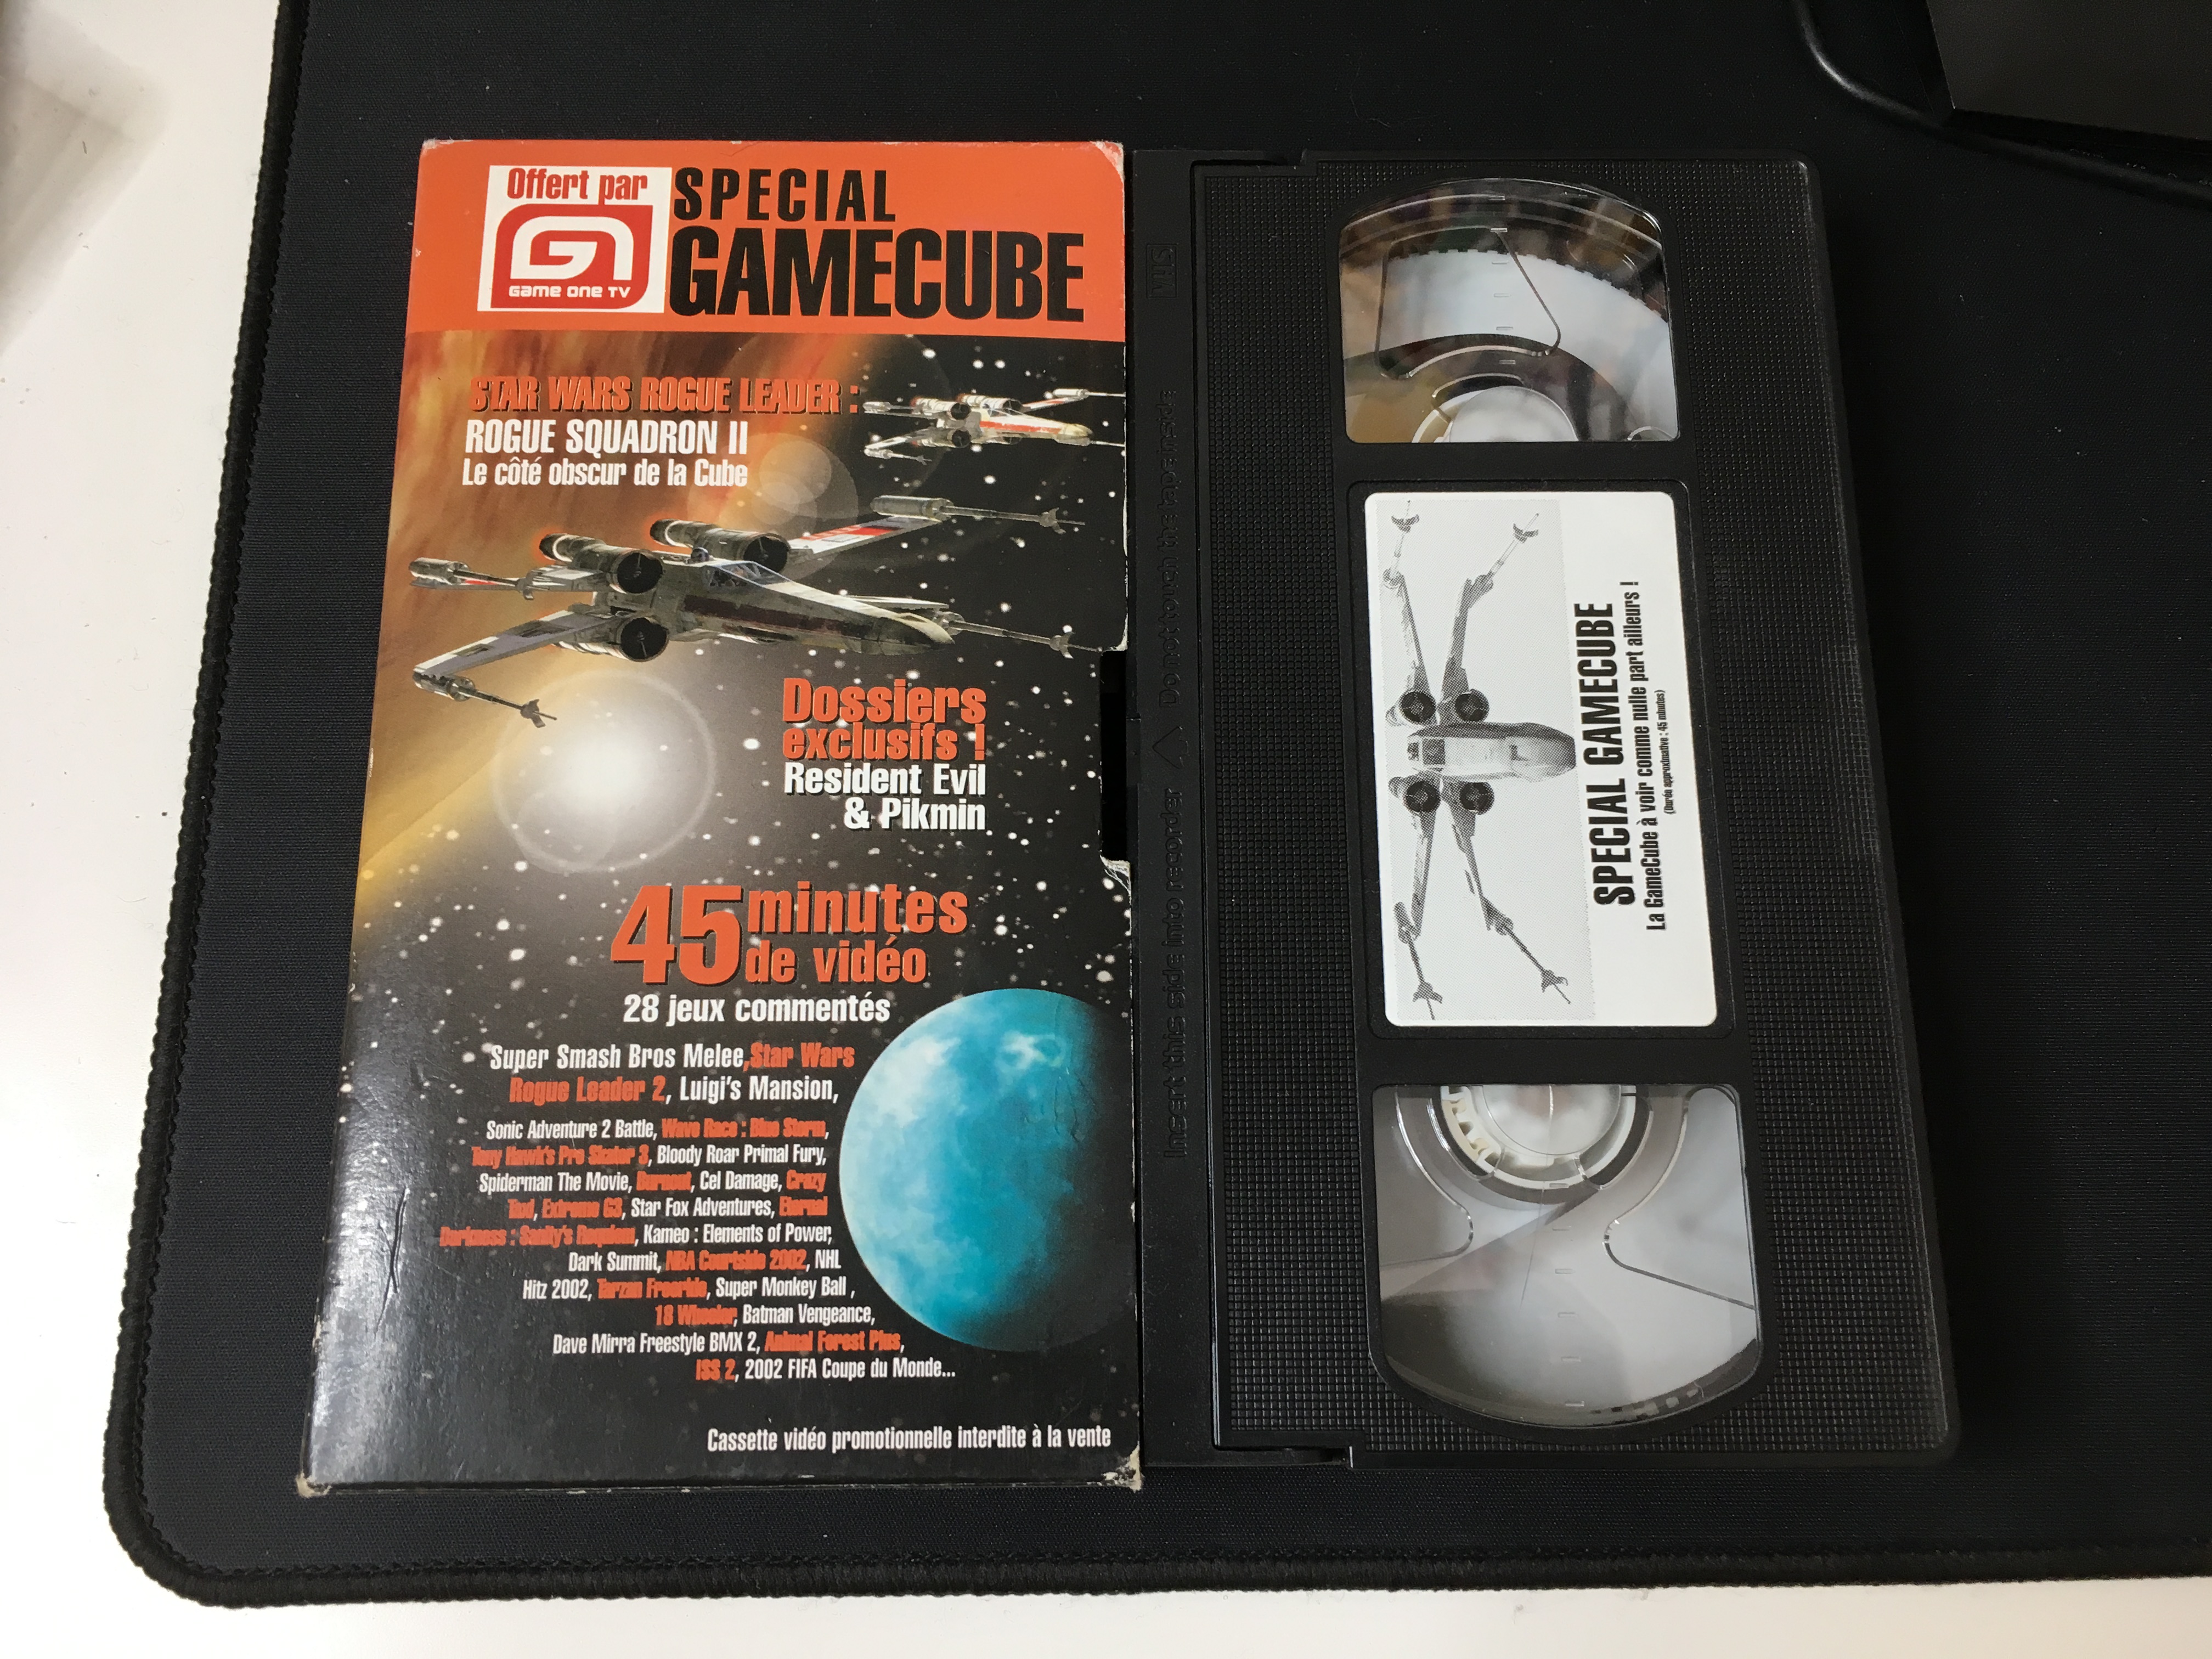 Offert par
GAME ONE TV
SPECIAL
GAMECUBE
STAR WARS ROGUE LEADER :
ROGUE SQUADRON II
Le côté obscur de la Cube
Dossiers
exclusifs !
Resident Evil
& Pikmin
45 minutes
de vidéo
28 jeux commentés
Super Smash Bros Melee, Star Wars
Rogue Leader 2, Luigi's Mansion,
Sonic Adventure 2 Battle, Wave Race : Blue Storm,
Tony Hawk's Pro Skater 3, Bloody Roar Primal Fury,
Spiderman The Movie, Burnout, Cel Damage, Crazy
Taxi, Extreme G3, Star Fox Adventures, Eternal
Darkness : Sanity's Requiem, Kameo : Elements of Power,
Dark Summit, NBA Courtside 2002, NHL
Hitz 2002, Tarzan Freeride, Super Monkey Ball ,
18 Wheeler, Batman Vengeance,
Dave Mirra Freestyle BMX 2, Animal Forest Plus,
ISS 2, 2002 FIFA Coupe du Monde...
Cassette vidéo promotionnelle interdite à la vente
VHS
Insert this side into recorder △ Do not touch the tape inside
SPECIAL GAMECUBE
La GameCube à voir comme nulle part ailleurs !
(Durée approximative : 45 minutes)